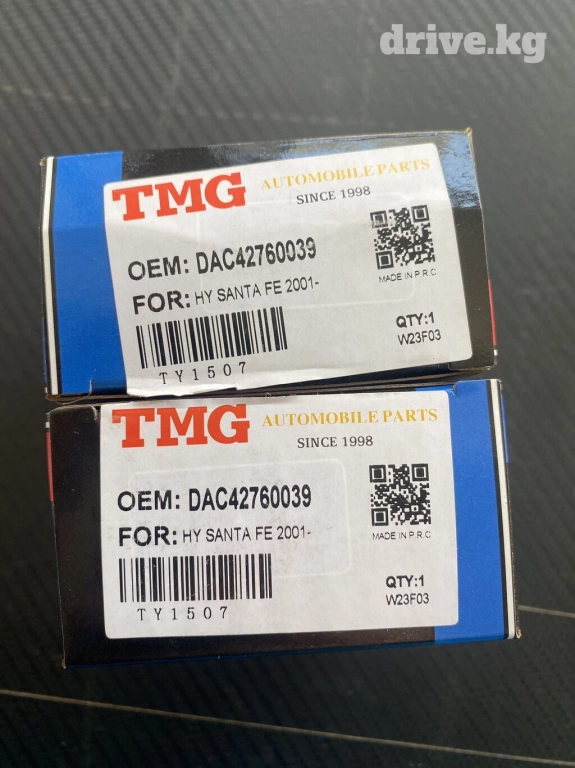 drive.kg
TMG AUTOMOBILE PARTS
SINCE 1998
OEM: DAC42760039
FOR: HY SANTA FE 2001-
MADE IN P.R.C
QTY:1
W23F03
TY1507
TMG AUTOMOBILE PARTS
SINCE 1998
OEM: DAC42760039
FOR: HY SANTA FE 2001-
MADE IN P.R.C
QTY:1
W23F03
TY1507